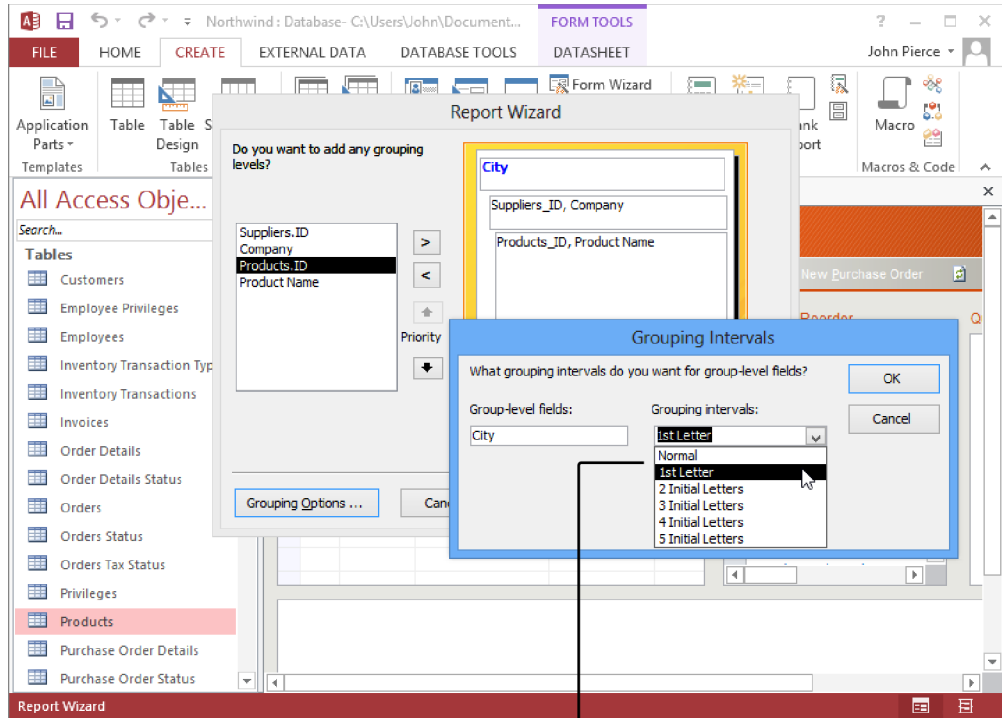 Northwind : Database- C:\Users\John\Document...
FORM TOOLS
?
FILE
HOME
CREATE
EXTERNAL DATA
DATABASE TOOLS
DATASHEET
John Pierce
Application
Parts
Table
Table
Design
S
Form Wizard
Macro
Templates
Tables
Macros & Code
All Access Obje...
Search...
Tables
Customers
Employee Privileges
Employees
Inventory Transaction Typ
Inventory Transactions
Invoices
Order Details
Order Details Status
Orders
Orders Status
Orders Tax Status
Privileges
Products
Purchase Order Details
Purchase Order Status
Report Wizard
Do you want to add any grouping
levels?
Suppliers.ID
Company
Products.ID
Product Name
>
<
Priority
City
Suppliers_ID, Company
Products_ID, Product Name
Grouping Options ...
Can
New Purchase Order
Reorder
Q
Grouping Intervals
What grouping intervals do you want for group-level fields?
OK
Cancel
Group-level fields:
Grouping intervals:
City
1st Letter
Normal
1st Letter
2 Initial Letters
3 Initial Letters
4 Initial Letters
5 Initial Letters
Report Wizard